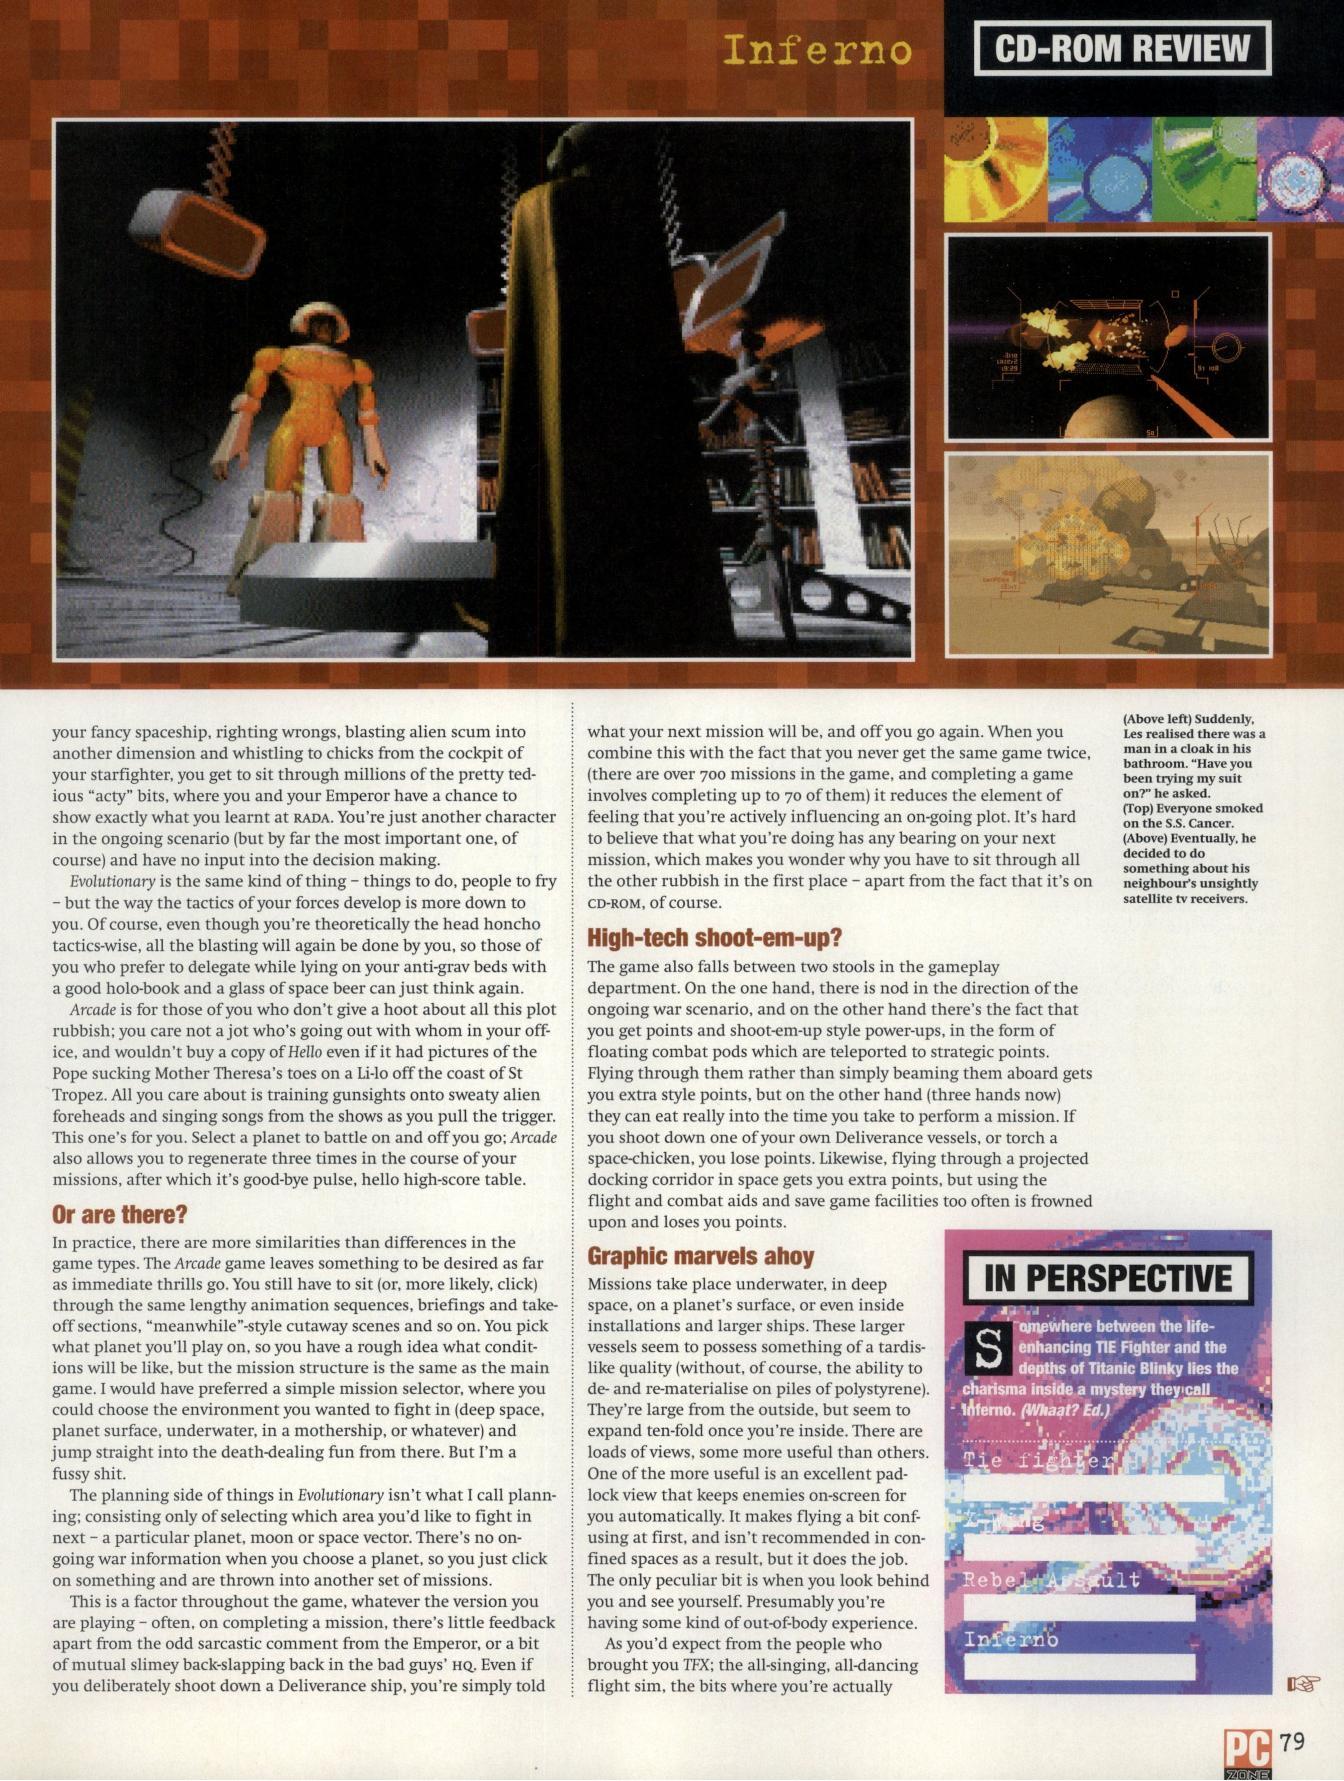 Inferno
CD-ROM REVIEW
your fancy spaceship, righting wrongs, blasting alien scum into
another dimension and whistling to chicks from the cockpit of
your starfighter, you get to sit through millions of the pretty ted-
ious “acty” bits, where you and your Emperor have a chance to
show exactly what you learnt at RADA. You're just another character
in the ongoing scenario (but by far the most important one, of
course) and have no input into the decision making.
Evolutionary is the same kind of thing – things to do, people to fry
– but the way the tactics of your forces develop is more down to
you. Of course, even though you're theoretically the head honcho
tactics-wise, all the blasting will again be done by you, so those of
you who prefer to delegate while lying on your anti-grav beds with
a good holo-book and a glass of space beer can just think again.
Arcade is for those of you who don't give a hoot about all this plot
rubbish; you care not a jot who's going out with whom in your off-
ice, and wouldn't buy a copy of Hello even if it had pictures of the
Pope sucking Mother Theresa's toes on a Li-lo off the coast of St
Tropez. All you care about is training gunsights onto sweaty alien
foreheads and singing songs from the shows as you pull the trigger.
This one's for you. Select a planet to battle on and off you go; Arcade
also allows you to regenerate three times in the course of your
missions, after which it's good-bye pulse, hello high-score table.
Or are there?
In practice, there are more similarities than differences in the
game types. The Arcade game leaves something to be desired as far
as immediate thrills go. You still have to sit (or, more likely, click)
through the same lengthy animation sequences, briefings and take-
off sections, “meanwhile”-style cutaway scenes and so on. You pick
what planet you'll play on, so you have a rough idea what condit-
ions will be like, but the mission structure is the same as the main
game. I would have preferred a simple mission selector, where you
could choose the environment you wanted to fight in (deep space,
planet surface, underwater, in a mothership, or whatever) and
jump straight into the death-dealing fun from there. But I'm a
fussy shit.
The planning side of things in Evolutionary isn't what I call plann-
ing; consisting only of selecting which area you'd like to fight in
next – a particular planet, moon or space vector. There's no on-
going war information when you choose a planet, so you just click
on something and are thrown into another set of missions.
This is a factor throughout the game, whatever the version you
are playing – often, on completing a mission, there's little feedback
apart from the odd sarcastic comment from the Emperor, or a bit
of mutual slimey back-slapping back in the bad guys' HQ. Even if
you deliberately shoot down a Deliverance ship, you're simply told
what your next mission will be, and off you go again. When you
combine this with the fact that you never get the same game twice,
(there are over 700 missions in the game, and completing a game
involves completing up to 70 of them) it reduces the element of
feeling that you're actively influencing an on-going plot. It's hard
to believe that what you're doing has any bearing on your next
mission, which makes you wonder why you have to sit through all
the other rubbish in the first place – apart from the fact that it's on
CD-ROM, of course.
High-tech shoot-em-up?
The game also falls between two stools in the gameplay
department. On the one hand, there is nod in the direction of the
ongoing war scenario, and on the other hand there's the fact that
you get points and shoot-em-up style power-ups, in the form of
floating combat pods which are teleported to strategic points.
Flying through them rather than simply beaming them aboard gets
you extra style points, but on the other hand (three hands now)
they can eat really into the time you take to perform a mission. If
you shoot down one of your own Deliverance vessels, or torch a
space-chicken, you lose points. Likewise, flying through a projected
docking corridor in space gets you extra points, but using the
flight and combat aids and save game facilities too often is frowned
upon and loses you points.
Graphic marvels ahoy
Missions take place underwater, in deep
space, on a planet's surface, or even inside
installations and larger ships. These larger
vessels seem to possess something of a tardis-
like quality (without, of course, the ability to
de- and re-materialise on piles of polystyrene).
They're large from the outside, but seem to
expand ten-fold once you're inside. There are
loads of views, some more useful than others.
One of the more useful is an excellent pad-
lock view that keeps enemies on-screen for
you automatically. It makes flying a bit conf-
using at first, and isn't recommended in con-
fined spaces as a result, but it does the job.
The only peculiar bit is when you look behind
you and see yourself. Presumably you're
having some kind of out-of-body experience.
As you'd expect from the people who
brought you TFX; the all-singing, all-dancing
flight sim, the bits where you're actually
(Above left) Suddenly,
Les realised there was a
man in a cloak in his
bathroom. “Have you
been trying my suit
on?” he asked.
(Top) Everyone smoked
on the S.S. Cancer.
(Above) Eventually, he
decided to do
something about his
neighbour's unsightly
satellite tv receivers.
IN PERSPECTIVE
Somewhere between the life-
enhancing TIE Fighter and the
depths of Titanic Blinky lies the
charisma inside a mystery they call
Inferno. (Whaat? Ed.)
Tie fighter
X-Wing
Rebel Assault
Inferno
PC
ZONE
79